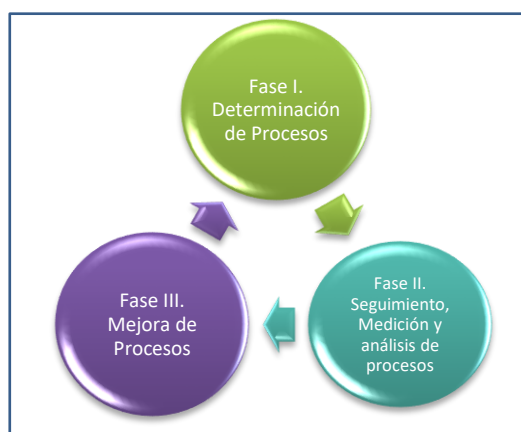 Fase I.
Determinación
de Procesos
Fase II.
Seguimiento,
Medición y
análisis de
procesos
Fase III.
Mejora de
Procesos